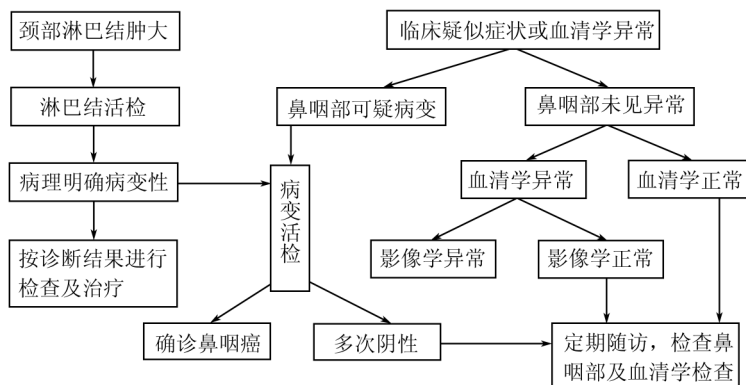 颈部淋巴结肿大
临床疑似症状或血清学异常
淋巴结活检
鼻咽部可疑病变
鼻咽部未见异常
病理明确病变性
病变活检
血清学异常
血清学正常
按诊断结果进行
检查及治疗
影像学异常
影像学正常
确诊鼻咽癌
多次阴性
定期随访，检查鼻
咽部及血清学检查